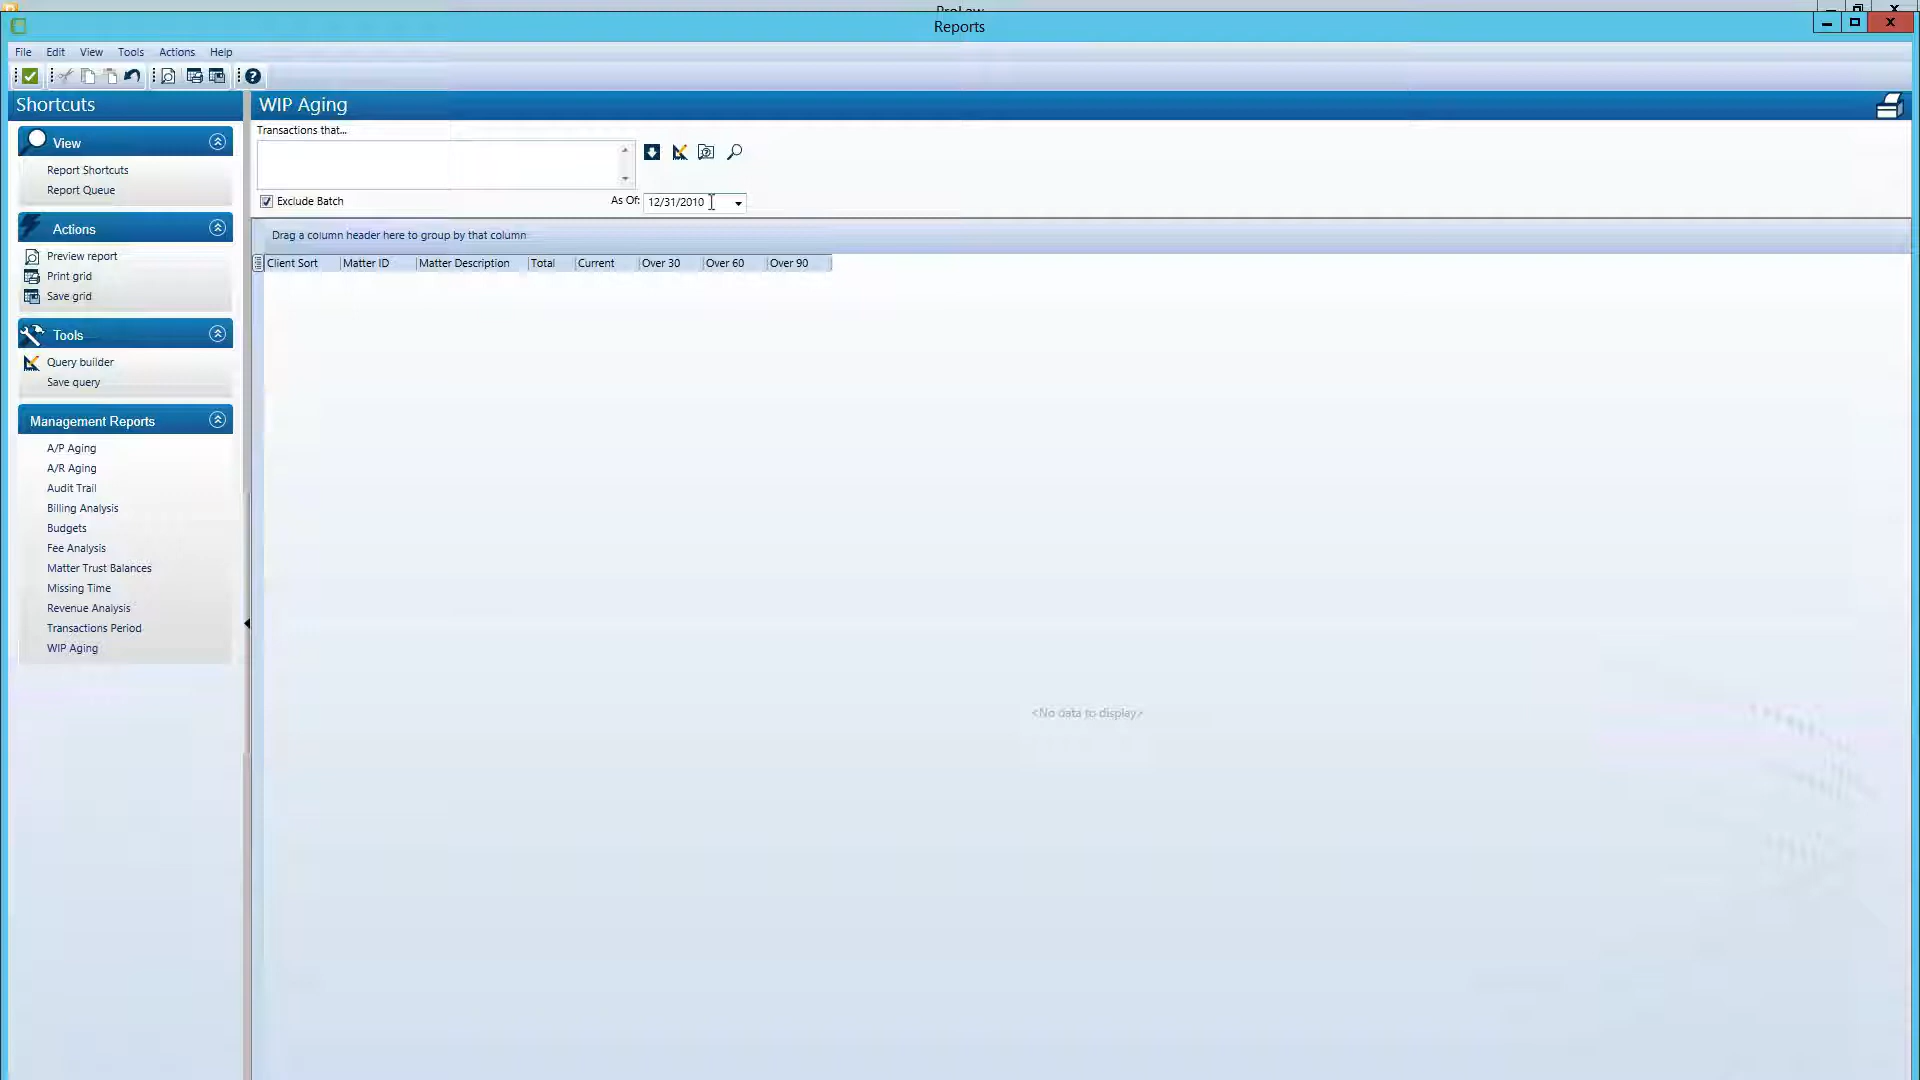 ProLaw
Reports
File Edit View Tools Actions Help
Shortcuts
WIP Aging
Transactions that...
View
Report Shortcuts
Report Queue
Exclude Batch
As Of: 12/31/2010
Actions
Drag a column header here to group by that column
Preview report
Client Sort Matter ID Matter Description Total Current Over 30 Over 60 Over 90
Print grid
Save grid
Tools
Query builder
Save query
Management Reports
A/P Aging
A/R Aging
Audit Trail
Billing Analysis
Budgets
Fee Analysis
Matter Trust Balances
Missing Time
Revenue Analysis
Transactions Period
WIP Aging
<No data to display>